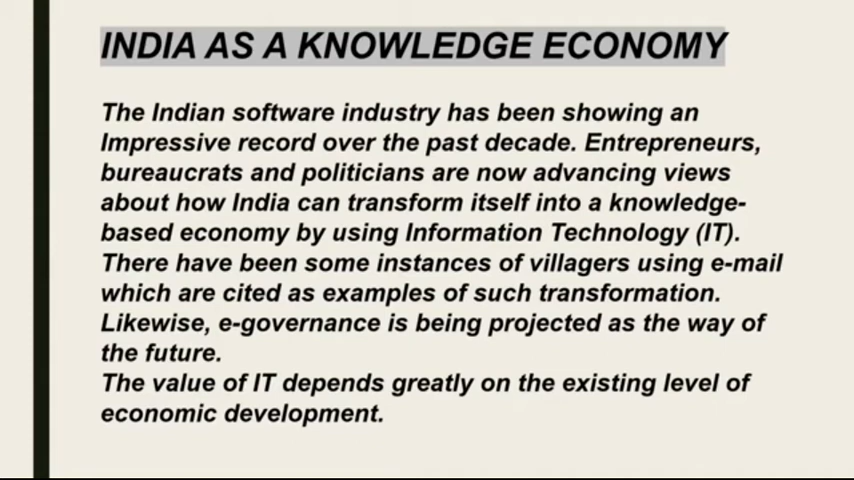 INDIA AS A KNOWLEDGE ECONOMY
The Indian software industry has been showing an
Impressive record over the past decade. Entrepreneurs,
bureaucrats and politicians are now advancing views
about how India can transform itself into a knowledge-
based economy by using Information Technology (IT).
There have been some instances of villagers using e-mail
which are cited as examples of such transformation.
Likewise, e-governance is being projected as the way of
the future.
The value of IT depends greatly on the existing level of
economic development.